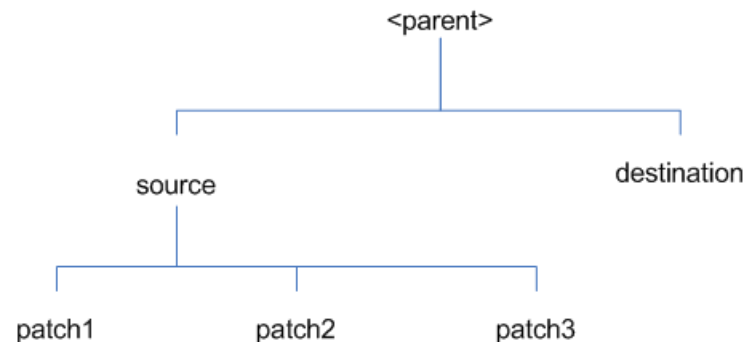 <parent>
source
destination
patch1
patch2
patch3